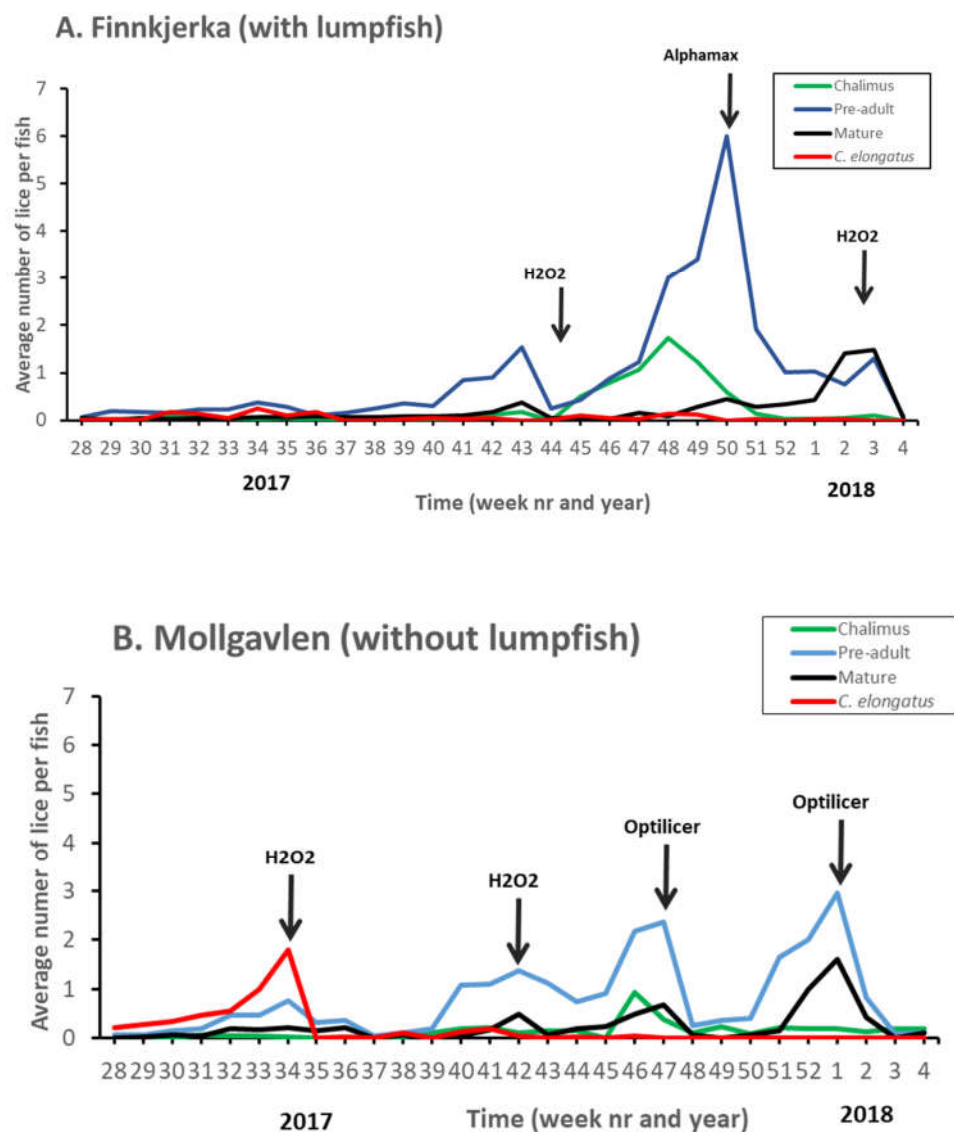 A. Finnkjerka (with lumpfish)
Alphamax
Chalimus
Pre-adult
Mature
C. elongatus
H2O2
H2O2
Average number of lice per fish
7
6
5
4
3
2
1
0
28 29 30 31 32 33 34 35 36 37 38 39 40 41 42 43 44 45 46 47 48 49 50 51 52 1 2 3 4
2017
2018
Time (week nr and year)
B. Mollgavlen (without lumpfish)
Chalimus
Pre-adult
Mature
C. elongatus
Optilicer
Optilicer
H2O2
H2O2
Average numer of lice per fish
7
6
5
4
3
2
1
0
28 29 30 31 32 33 34 35 36 37 38 39 40 41 42 43 44 45 46 47 48 49 50 51 52 1 2 3 4
2017
Time (week nr and year)
2018